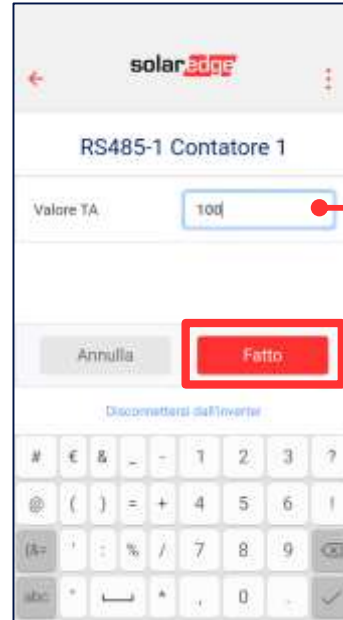 solaredge
RS485-1 Contatore 1
Valore TA 100
Annulla Fatto
Disconnettersi dall'inverter
# € & _ - 1 2 3 ?
@ ( ) = + 4 5 6 !
{&= ' : % / 7 8 9
abc " * , 0 .